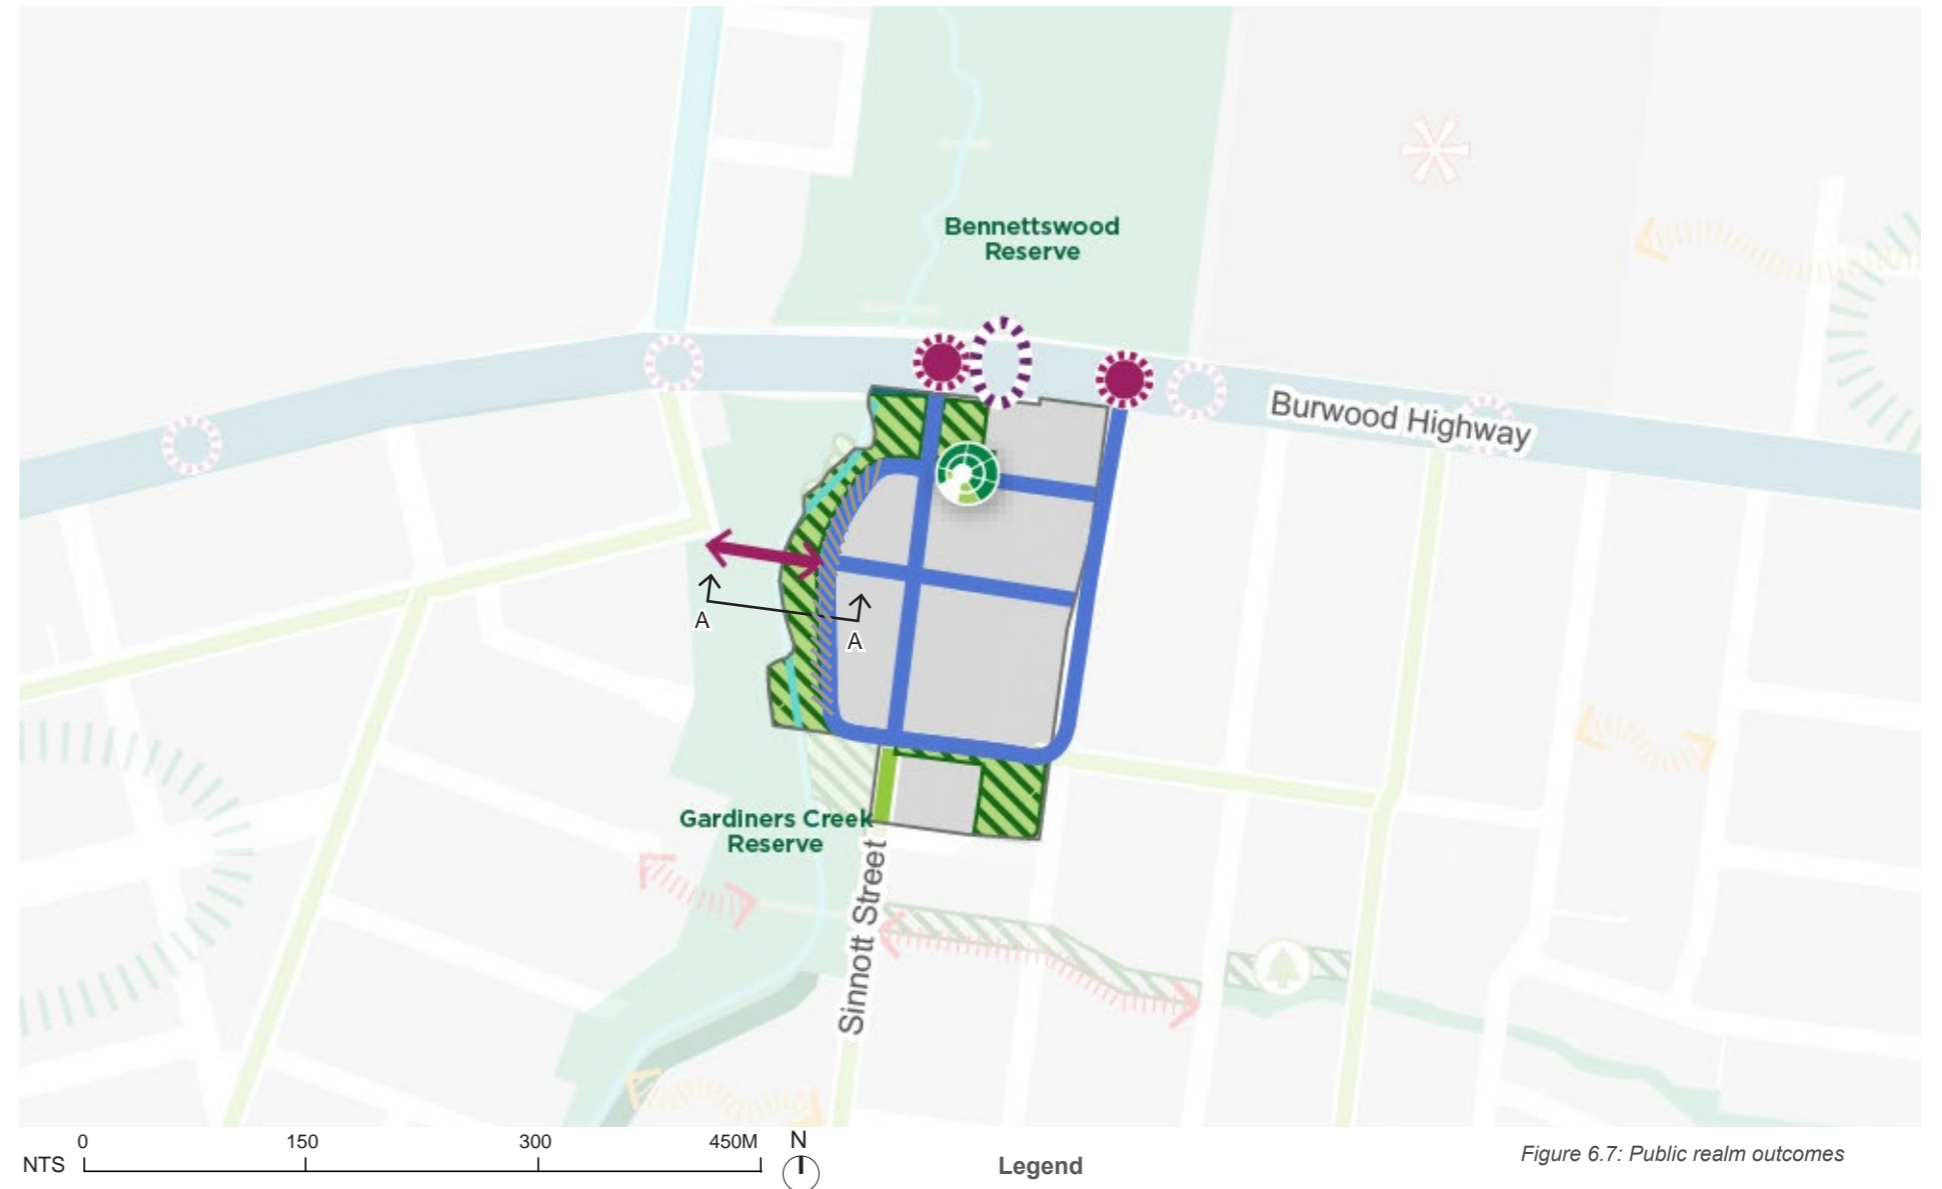 Bennettswood
Reserve
Burwood Highway
A
A
Gardiners Creek
Reserve
Sinnott Street
0 150 300 450M N
NTS
Legend
Figure 6.7: Public realm outcomes